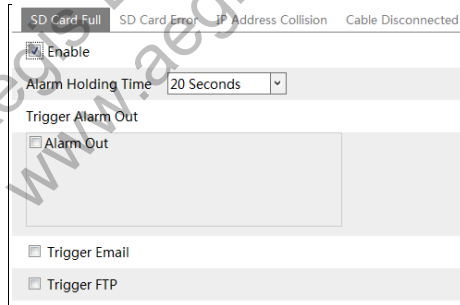 SD Card Full SD Card Error IP Address Collision Cable Disconnected
Enable
Alarm Holding Time 20 Seconds
Trigger Alarm Out
Alarm Out
Trigger Email
Trigger FTP